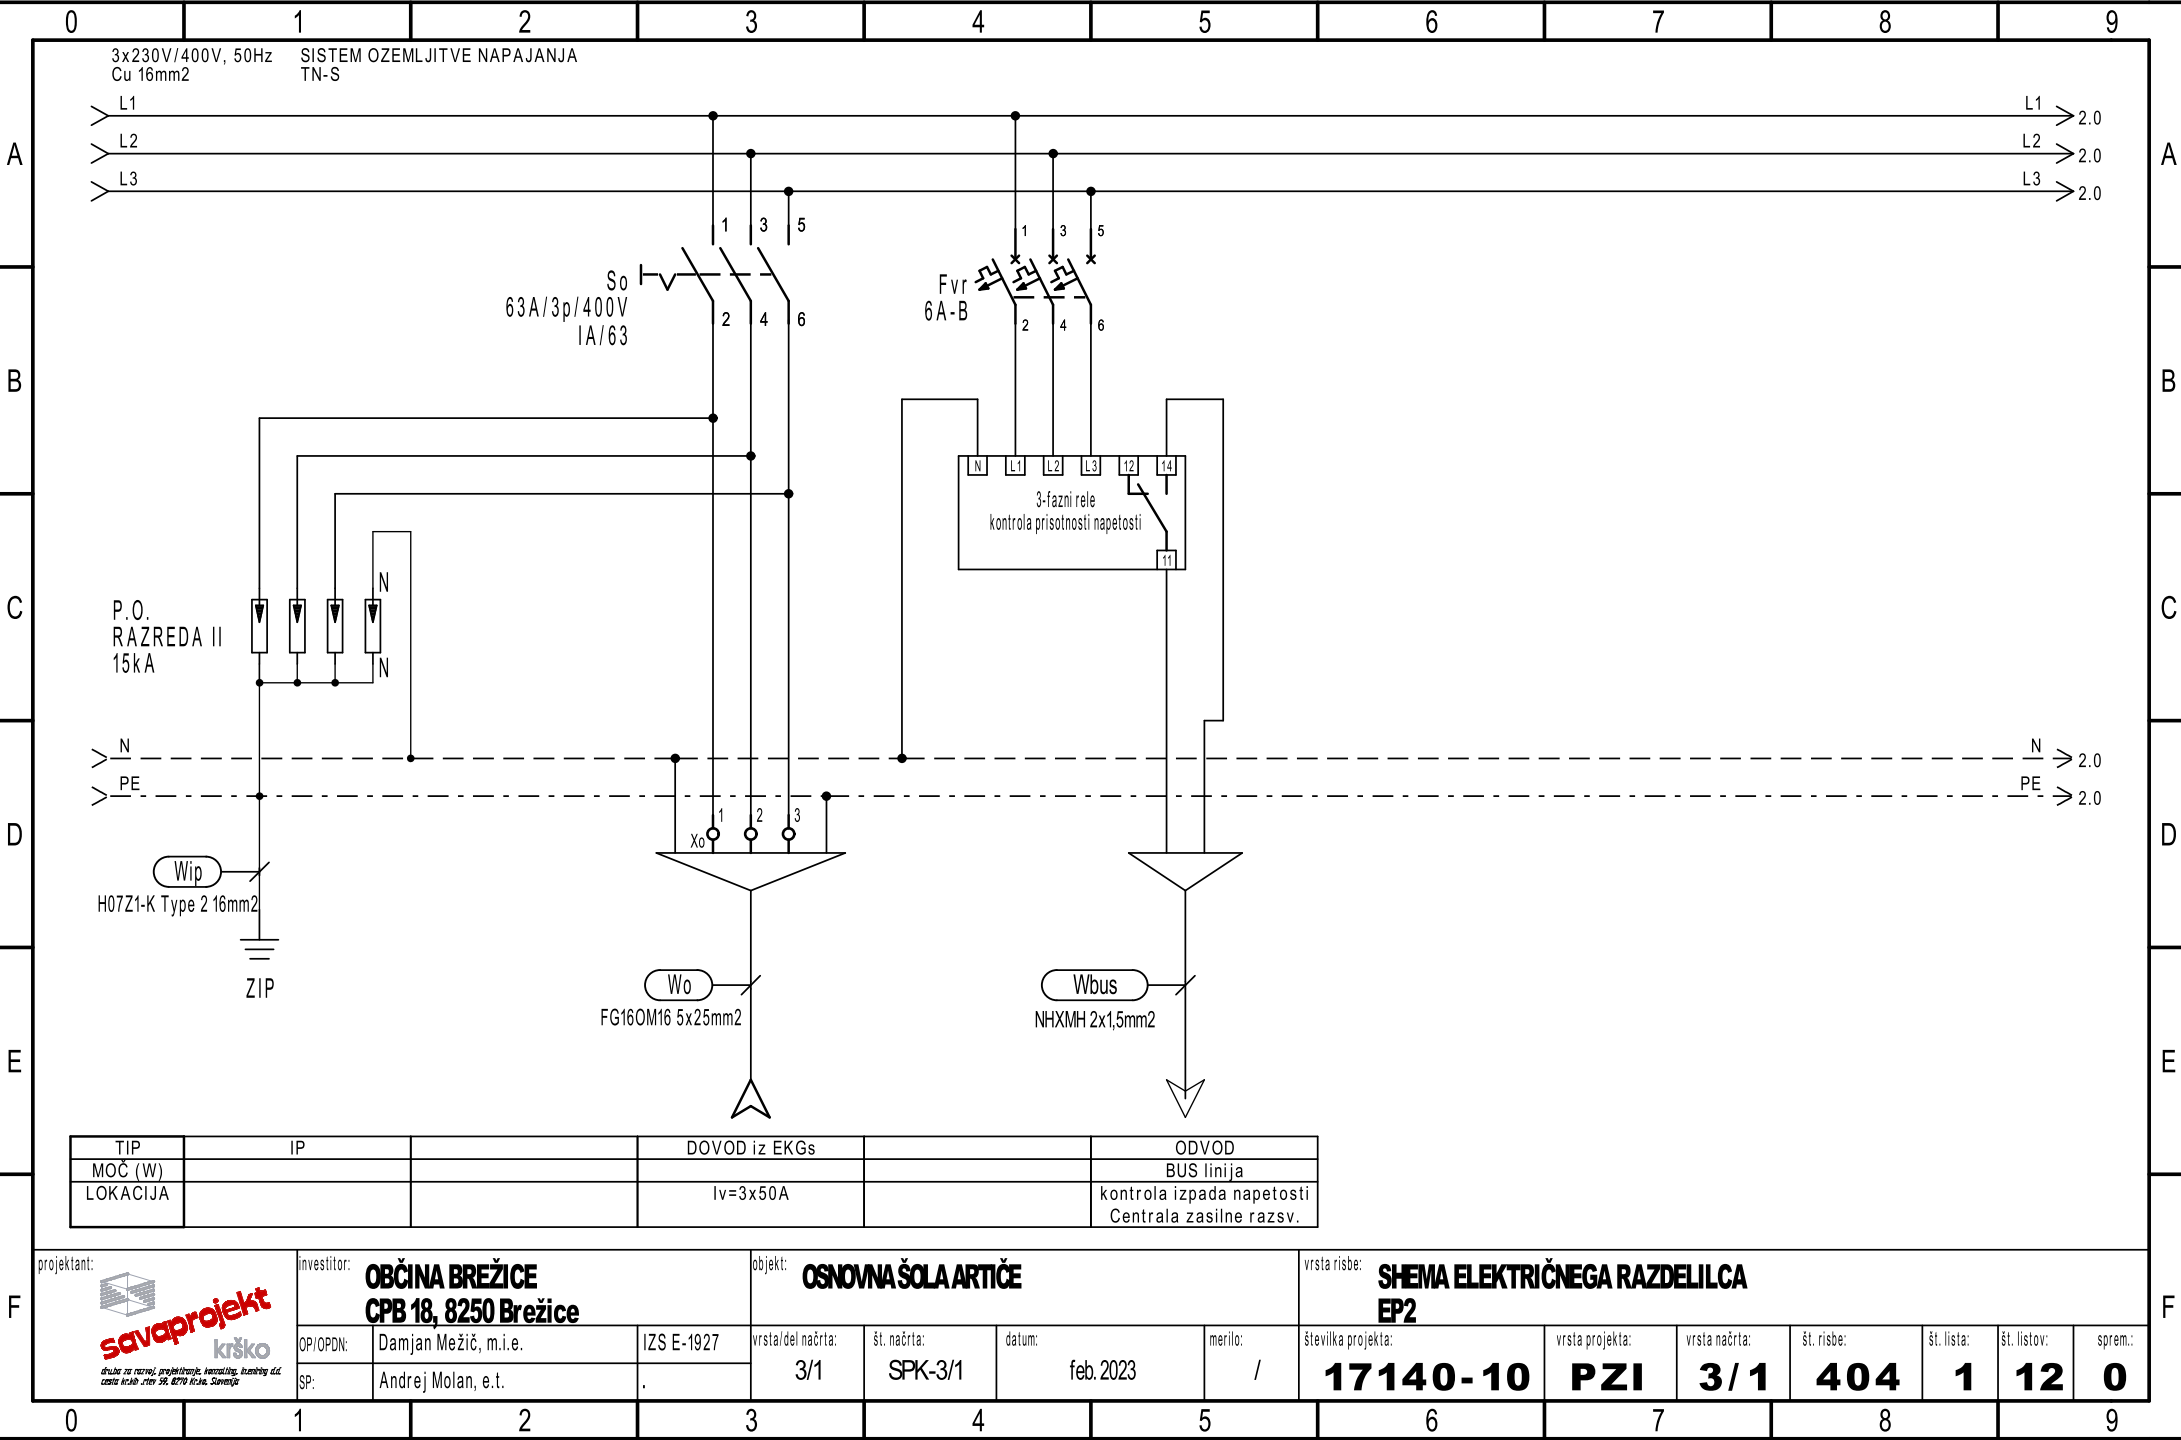 0 1 2 3 4 5 6 7 8 9
3x230V/400V, 50Hz SISTEM OZEMLJITVE NAPAJANJA
Cu 16mm2 TN-S
L1 L1 2.0
A L2 L2 2.0 A
L3 L3 2.0
1 3 5 1 3 5
So Fvr
63A/3p/400V 6A-B
IA/63
2 4 6 2 4 6
B B
N L1 L2 L3 12 14
3-fazni rele
kontrola prisotnosti napetosti
11
N
C P.O. C
RAZREDA II
15kA
N
N N 2.0
PE PE 2.0
1 2 3
D Xo D
Wip
H07Z1-K Type 2 16mm2
ZIP
Wo Wbus
FG16OM16 5x25mm2 NHXMH 2x1,5mm2
E E
TIP IP DOVOD iz EKGs ODVOD
MOČ (W) BUS linija
LOKACIJA Iv=3x50A kontrola izpada napetosti
Centrala zasilne razsv.
projektant: investitor: OBČINA BREŽICE objekt: OSNOVNA ŠOLA ARTIČE vrsta risbe: SHEMA ELEKTRIČNEGA RAZDELILCA
F CPB 18, 8250 Brežice EP2 F
savaprojekt
krško
OP/OPDN: Damjan Mežič, m.i.e. IZS E-1927 vrsta/del načrta: št. načrta: datum: merilo: številka projekta: vrsta projekta: vrsta načrta: št. risbe: št. lista: št. listov: sprem.:
SP: Andrej Molan, e.t. . 3/1 SPK-3/1 feb. 2023 / 17140-10 PZI 3/1 404 1 12 0
0 1 2 3 4 5 6 7 8 9